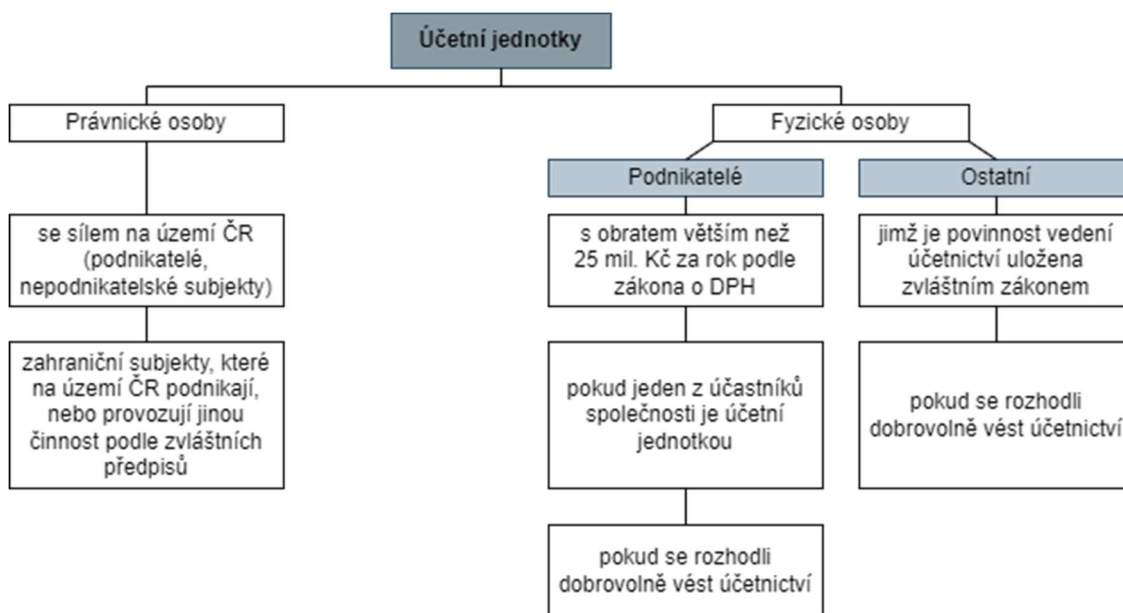 Účetní jednotky
Právnické osoby
se sílem na území ČR
(podnikatelé,
nepodnikatelské subjekty)
zahraniční subjekty, které
na území ČR podnikají,
nebo provozují jinou
činnost podle zvláštních
předpisů
Fyzické osoby
Podnikatelé
s obratem větším než
25 mil. Kč za rok podle
zákona o DPH
pokud jeden z účastníků
společnosti je účetní
jednotkou
pokud se rozhodli
dobrovolně vést účetnictví
Ostatní
jimž je povinnost vedení
účetnictví uložena
zvláštním zákonem
pokud se rozhodli
dobrovolně vést účetnictví